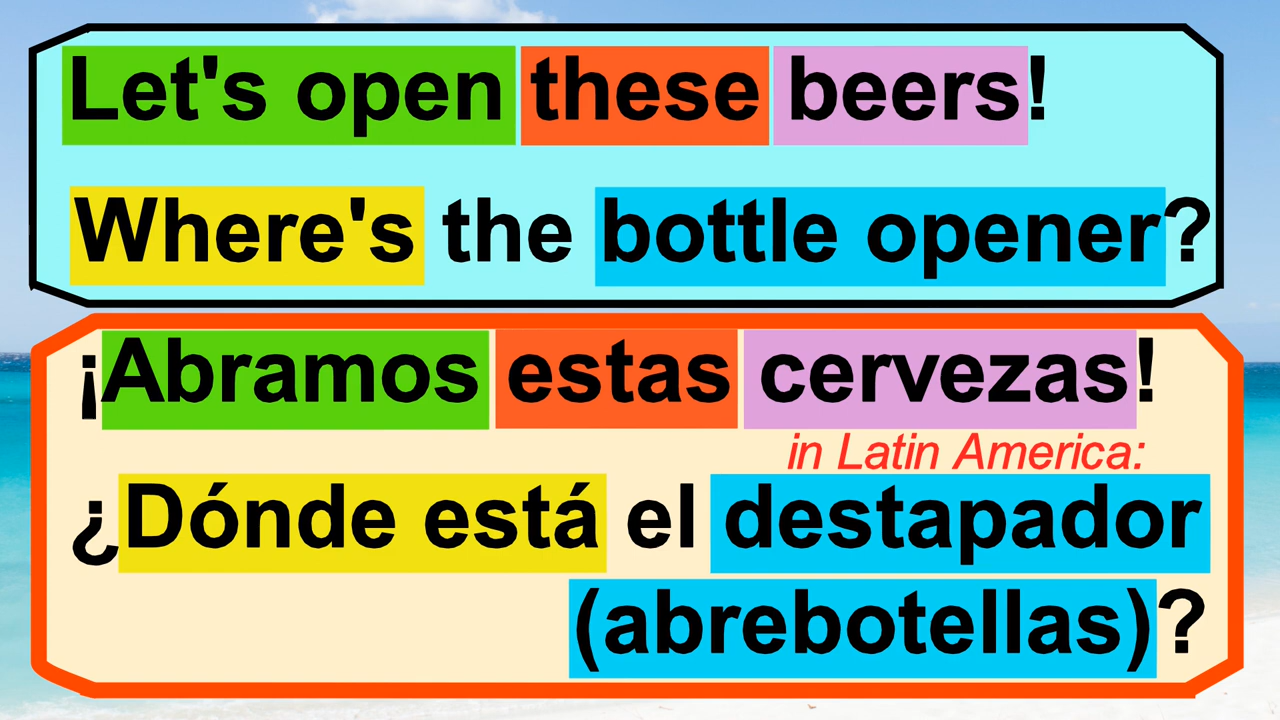 Let's open these beers!
Where's the bottle opener?
¡Abramos estas cervezas!
in Latin America:
¿Dónde está el destapador
(abrebotellas)?